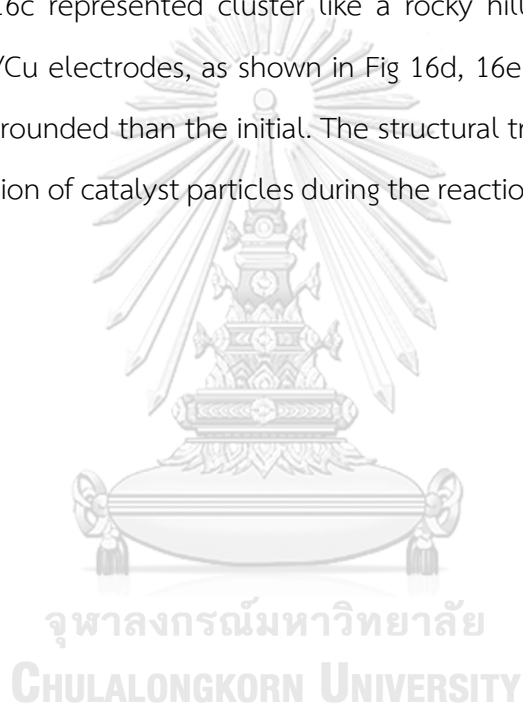 16c represented cluster like a rocky hill
/Cu electrodes, as shown in Fig 16d, 16e
rounded than the initial. The structural tr
ion of catalyst particles during the reaction
จุฬาลงกรณ์มหาวิทยาลัย
CHULALONGKORN UNIVERSITY